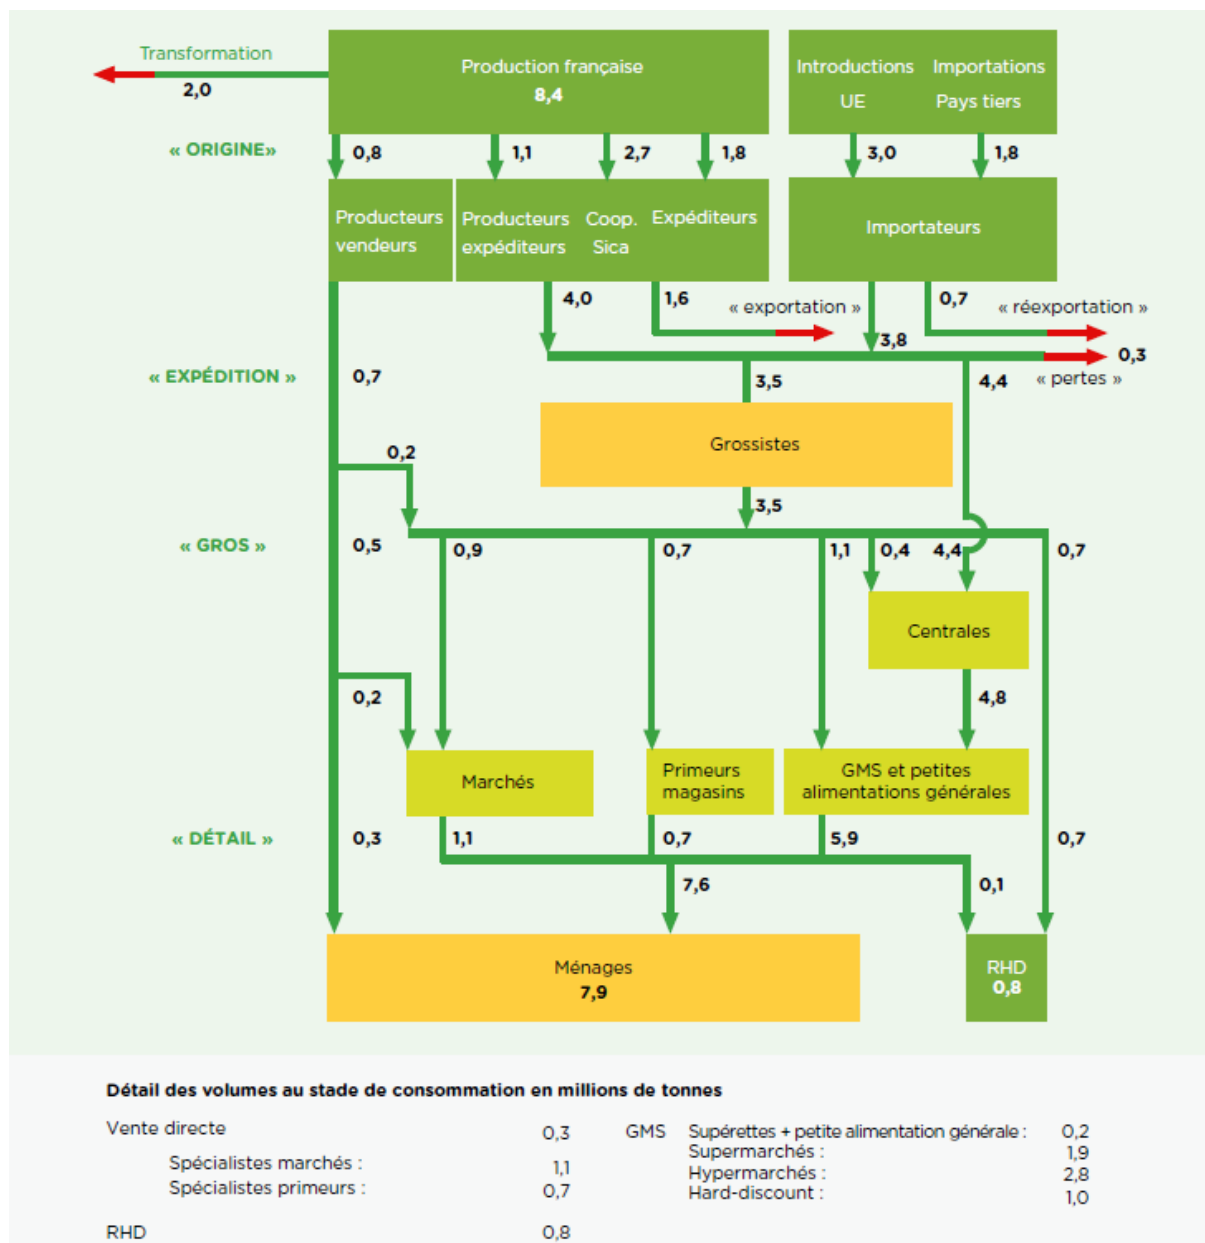 Transformation
2,0
Production française
8,4
Introductions Importations
UE Pays tiers
« ORIGINE»
0,8 1,1 2,7 1,8 3,0 1,8
Producteurs
vendeurs
Producteurs Coop. Expéditeurs
expéditeurs Sica
Importateurs
4,0 1,6 « exportation » 0,7 « réexportation »
3,8
0,3
« EXPÉDITION » 0,7 3,5 4,4 « pertes »
Grossistes
0,2
3,5
« GROS » 0,5 0,9 0,7 1,1 0,4 4,4 0,7
Centrales
0,2 4,8
Marchés
Primeurs
magasins
GMS et petites
alimentations générales
« DÉTAIL » 0,3 1,1 0,7 5,9 0,7
7,6 0,1
Ménages
7,9
RHD
0,8
Détail des volumes au stade de consommation en millions de tonnes
Vente directe 0,3
Spécialistes marchés : 1,1
Spécialistes primeurs : 0,7
RHD 0,8
GMS Supérettes + petite alimentation générale : 0,2
Supermarchés : 1,9
Hypermarchés : 2,8
Hard-discount : 1,0